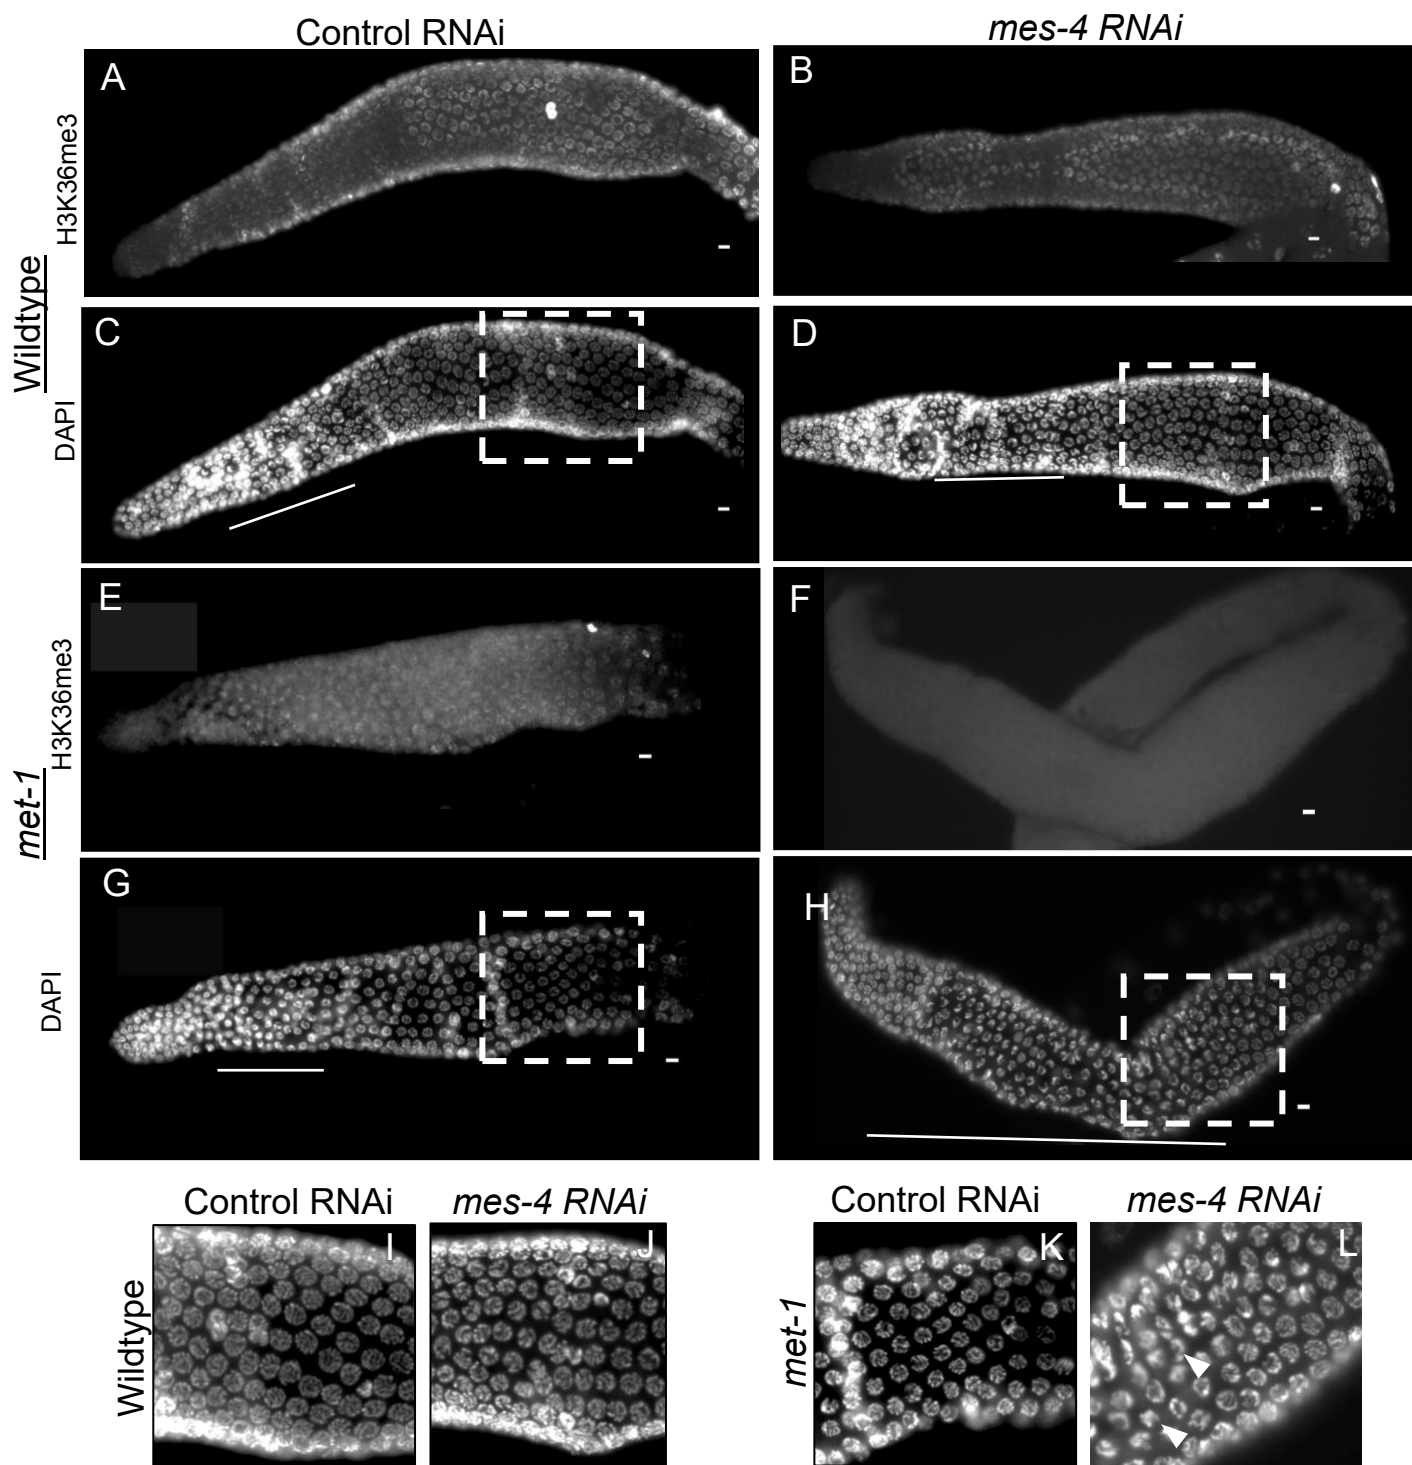 Control RNAi
mes-4 RNAi
A
B
H3K36me3
Wildtype
C
D
DAPI
E
F
H3K36me3
met-1
G
H
DAPI
Control RNAi
mes-4 RNAi
Control RNAi
mes-4 RNAi
I
J
K
L
Wildtype
met-1